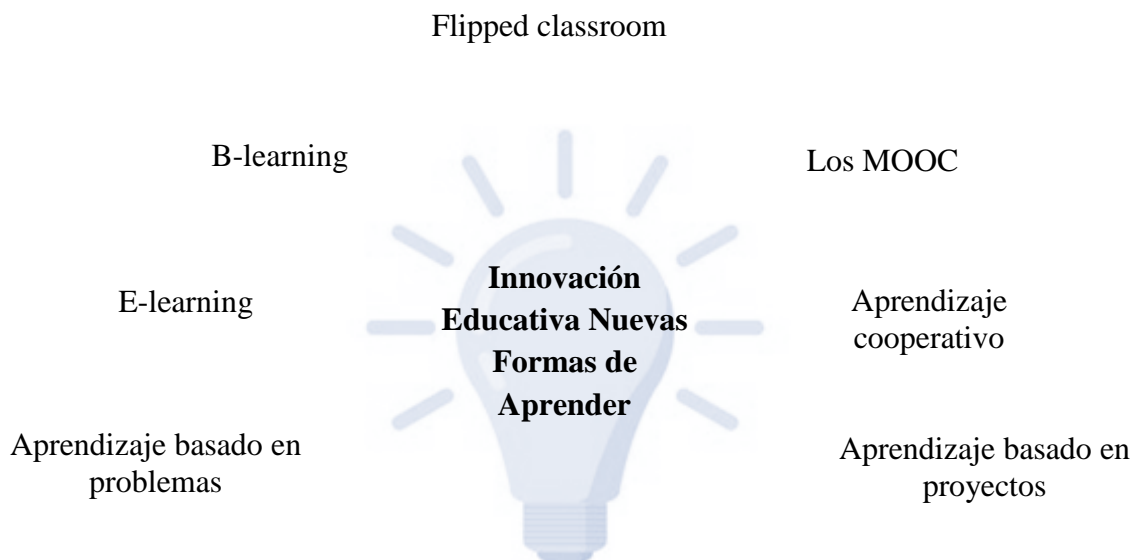 Flipped classroom
B-learning
Los MOOC
E-learning
Innovación
Educativa Nuevas
Formas de
Aprender
Aprendizaje
cooperativo
Aprendizaje basado en
problemas
Aprendizaje basado en
proyectos